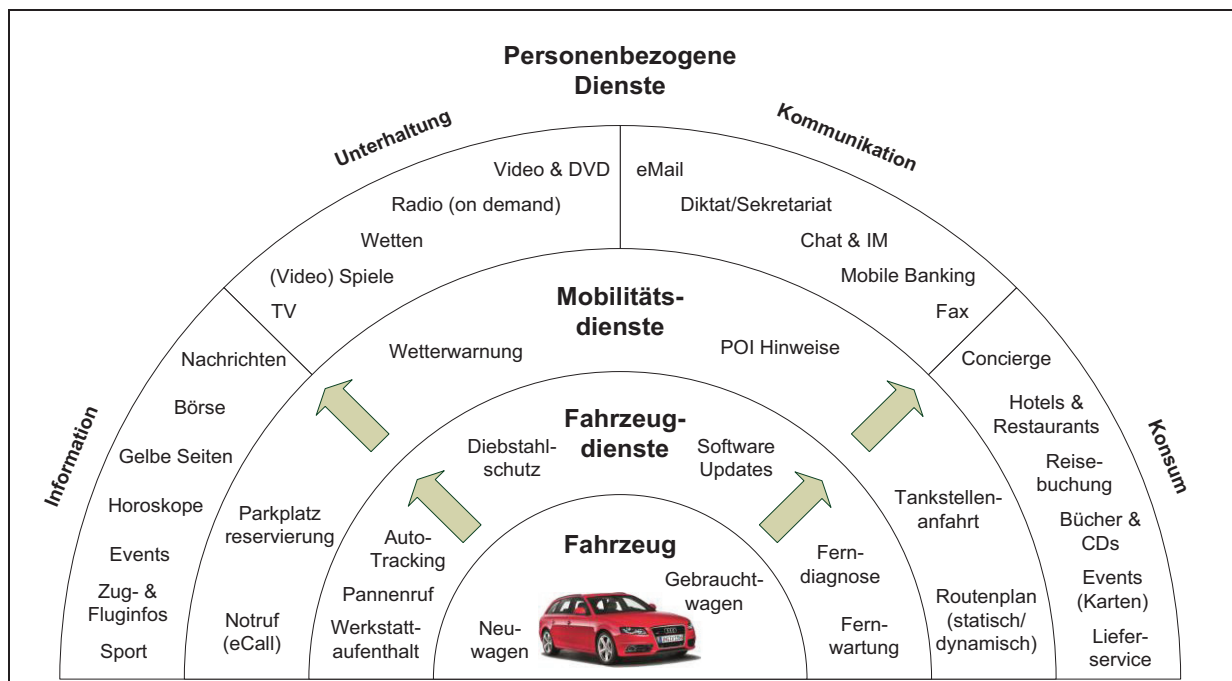 Personenbezogene
Dienste
Unterhaltung
Kommunikation
Information
Konsum
Video & DVD
Radio (on demand)
Wetten
(Video) Spiele
TV
eMail
Diktat/Sekretariat
Chat & IM
Mobile Banking
Fax
Nachrichten
Börse
Gelbe Seiten
Horoskope
Events
Zug- &
Fluginfos
Sport
Concierge
Hotels &
Restaurants
Reise-
buchung
Bücher &
CDs
Events
(Karten)
Liefer-
service
Mobilitäts-
dienste
Wetterwarnung
POI Hinweise
Parkplatz
reservierung
Notruf
(eCall)
Tankstellen-
anfahrt
Routenplan
(statisch/
dynamisch)
Fahrzeug-
dienste
Diebstahl-
schutz
Software
Updates
Auto-
Tracking
Pannenruf
Werkstatt-
aufenthalt
Fern-
diagnose
Fern-
wartung
Fahrzeug
Neu-
wagen
Gebraucht-
wagen